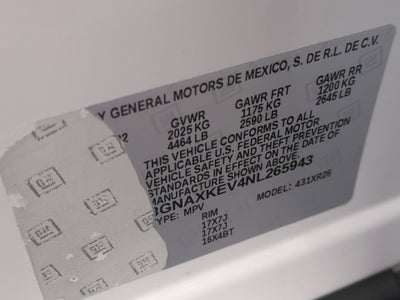 Y GENERAL MOTORS DE MEXICO, S. DE R.L. DE C.V.
GVWR GAWR FRT GAWR RR
2025 KG 1175 KG 1200 KG
4464 LB 2590 LB 2645 LB
THIS VEHICLE CONFORMS TO ALL
APPLICABLE U.S. FEDERAL MOTOR
VEHICLE SAFETY AND THEFT PREVENTION
STANDARDS IN EFFECT ON THE DATE OF
MANUFACTURE SHOWN ABOVE
3GNAXKEV4NL265943
TYPE: MPV MODEL: 431XR26
RIM
17X7J
17X7J
16X4BT